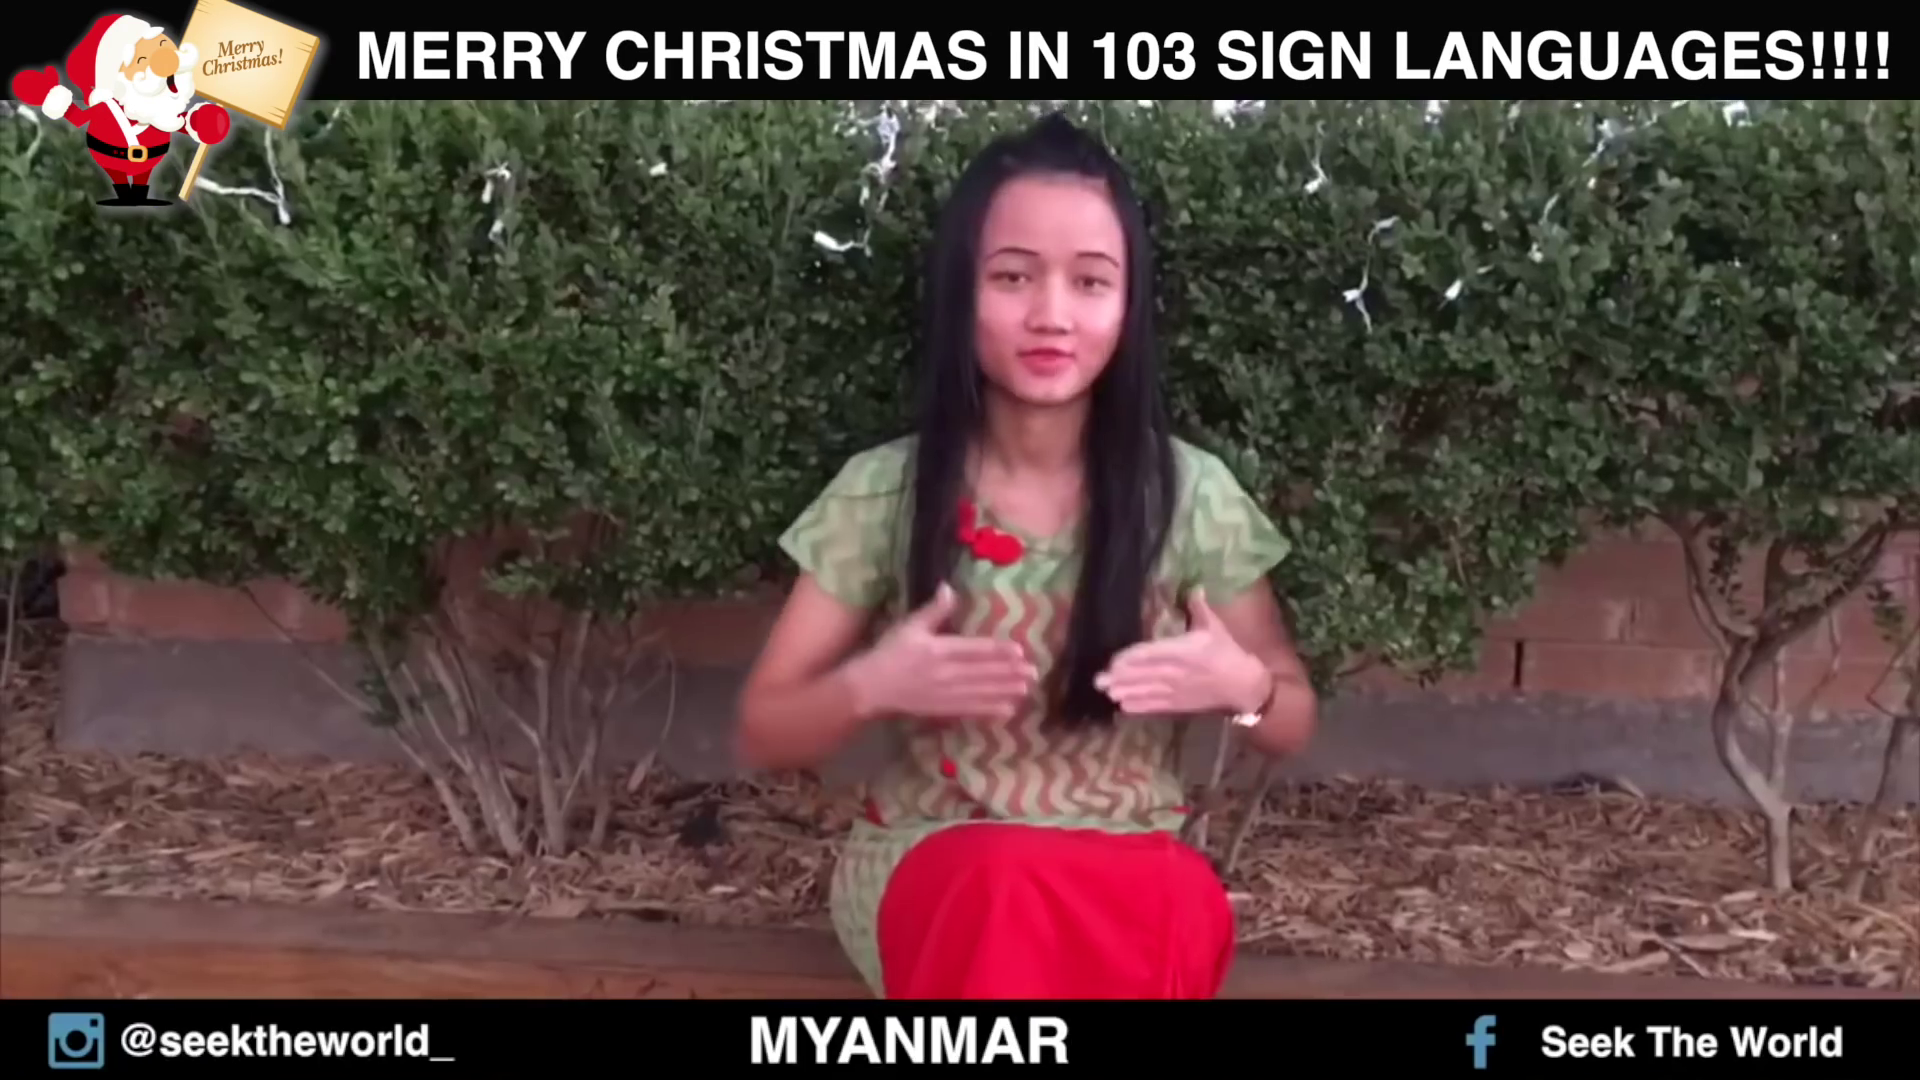 Merry
Christmas!
MERRY CHRISTMAS IN 103 SIGN LANGUAGES!!!!
@seektheworld_
MYANMAR
Seek The World